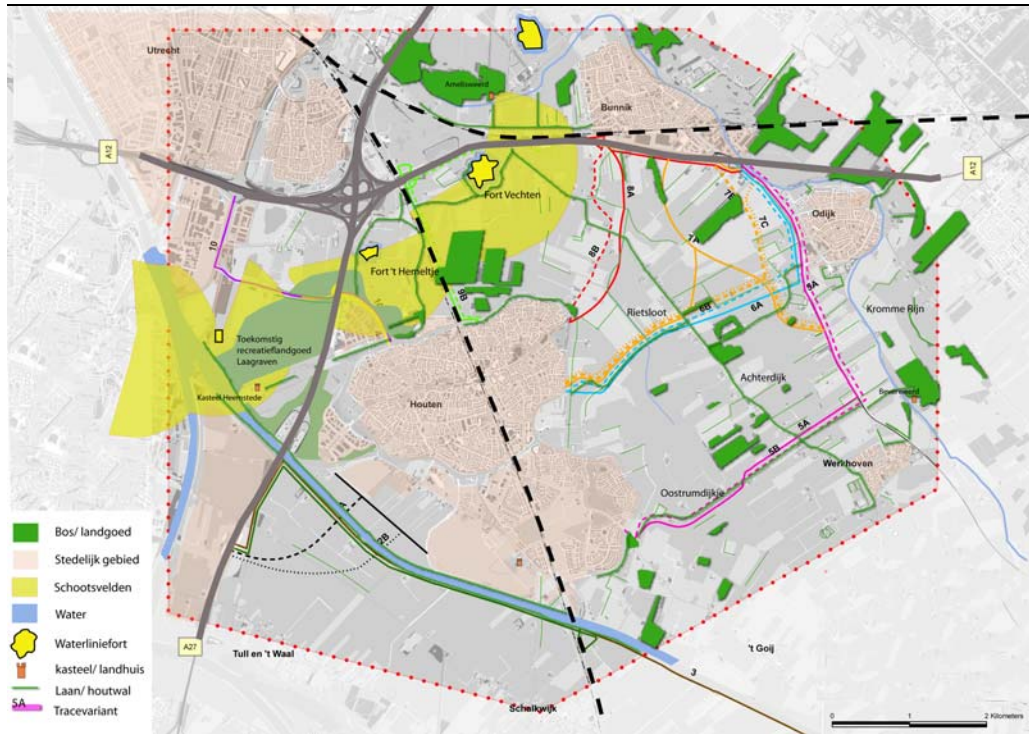 Utrecht
Amelisweerd
Bunnik
A12
A12
Fort Vechten
8A
8B
7A
7C
Odijk
10
Fort 't Hemeltje
9B
Rietsloot
6B
6A
5A
Kromme Rijn
Toekomstig
recreatieflandgoed
Laagraven
Kasteel Heemstede
Achterdijk
Beverweerd
Houten
5A
5B
Werkhoven
Oostrumdijkje
2B
Bos/ landgoed
Stedelijk gebied
Schootsvelden
Water
Waterliniefort
kasteel/ landhuis
Laan/ houtwal
5A
Tracevariant
A27
Tull en 't Waal
't Goij
3
Schalkwijk
0 1 2 Kilometers